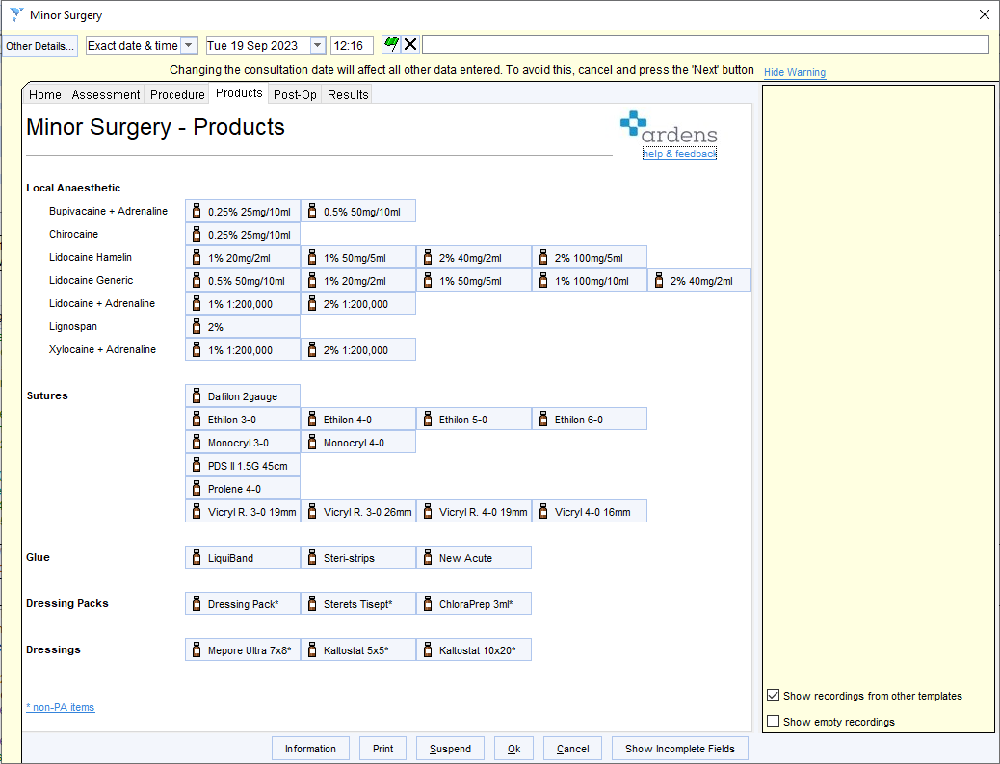 Minor Surgery
Other Details... Exact date & time Tue 19 Sep 2023 12:16
Changing the consultation date will affect all other data entered. To avoid this, cancel and press the 'Next' button Hide Warning
Home Assessment Procedure Products Post-Op Results
Minor Surgery - Products
ardens
help & feedback
Local Anaesthetic
Bupivacaine + Adrenaline 0.25% 25mg/10ml 0.5% 50mg/10ml
Chirocaine 0.25% 25mg/10ml
Lidocaine Hamelin 1% 20mg/2ml 1% 50mg/5ml 2% 40mg/2ml 2% 100mg/5ml
Lidocaine Generic 0.5% 50mg/10ml 1% 20mg/2ml 1% 50mg/5ml 1% 100mg/10ml 2% 40mg/2ml
Lidocaine + Adrenaline 1% 1:200,000 2% 1:200,000
Lignospan 2%
Xylocaine + Adrenaline 1% 1:200,000 2% 1:200,000
Sutures Dafilon 2gauge
Ethilon 3-0 Ethilon 4-0 Ethilon 5-0 Ethilon 6-0
Monocryl 3-0 Monocryl 4-0
PDS II 1.5G 45cm
Prolene 4-0
Vicryl R. 3-0 19mm Vicryl R. 3-0 26mm Vicryl R. 4-0 19mm Vicryl 4-0 16mm
Glue LiquiBand Steri-strips New Acute
Dressing Packs Dressing Pack* Sterets Tisept* ChloraPrep 3ml*
Dressings Mepore Ultra 7x8* Kaltostat 5x5* Kaltostat 10x20*
* non-PA items
Show recordings from other templates
Show empty recordings
Information Print Suspend Ok Cancel Show Incomplete Fields